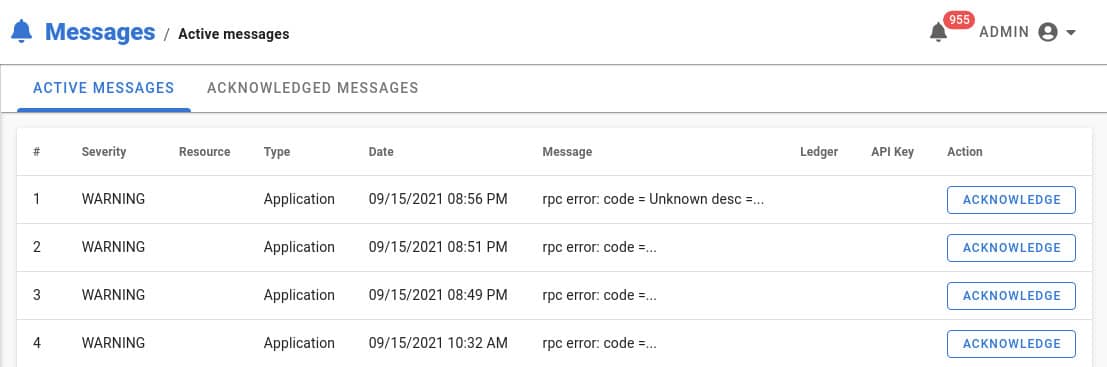 Messages / Active messages 955 ADMIN
ACTIVE MESSAGES ACKNOWLEDGED MESSAGES
# Severity Resource Type Date Message Ledger API Key Action
1 WARNING Application 09/15/2021 08:56 PM rpc error: code = Unknown desc =... ACKNOWLEDGE
2 WARNING Application 09/15/2021 08:51 PM rpc error: code =... ACKNOWLEDGE
3 WARNING Application 09/15/2021 08:49 PM rpc error: code =... ACKNOWLEDGE
4 WARNING Application 09/15/2021 10:32 AM rpc error: code =... ACKNOWLEDGE